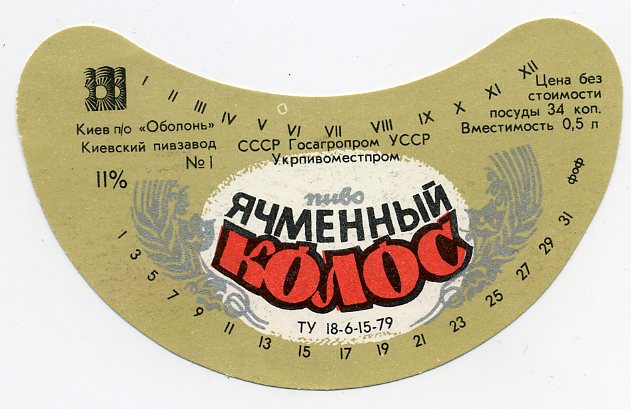 I II III IV V VI VII VIII IX X XI XII
Киев п/о «Оболонь»
Киевский пивзавод
№ 1
11%
СССР Госагропром УССР
Укрпивоместпром
Цена без
стоимости
посуды 34 коп.
Вместимость 0,5 л
пиво
ЯЧМЕННЫЙ
КОЛОС
ТУ 18-6-15-79
1 3 5 7 9 11 13 15 17 19 21 23 25 27 29 31
фоф